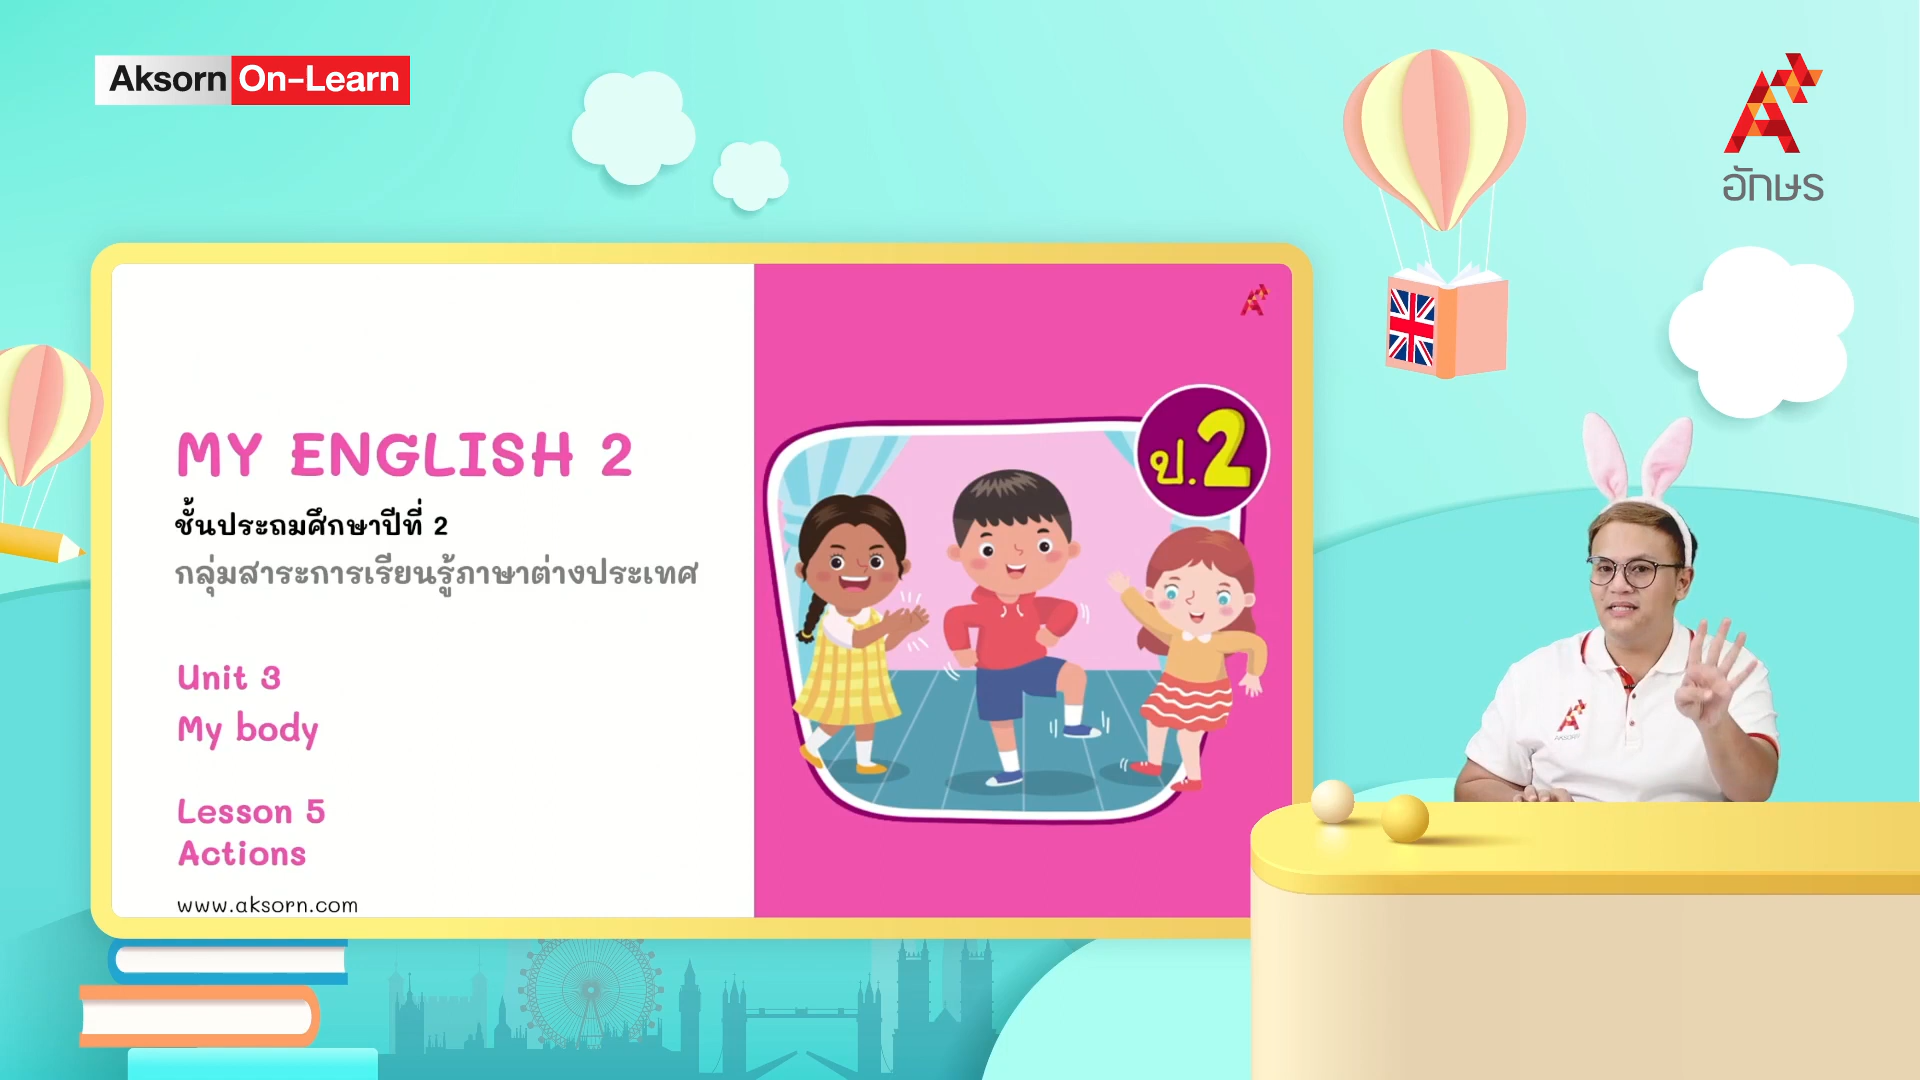 Aksorn On-Learn
อักษร
MY ENGLISH 2
ชั้นประถมศึกษาปีที่ 2
กลุ่มสาระการเรียนรู้ภาษาต่างประเทศ
Unit 3
My body
Lesson 5
Actions
www.aksorn.com
ป.2
AKSORN